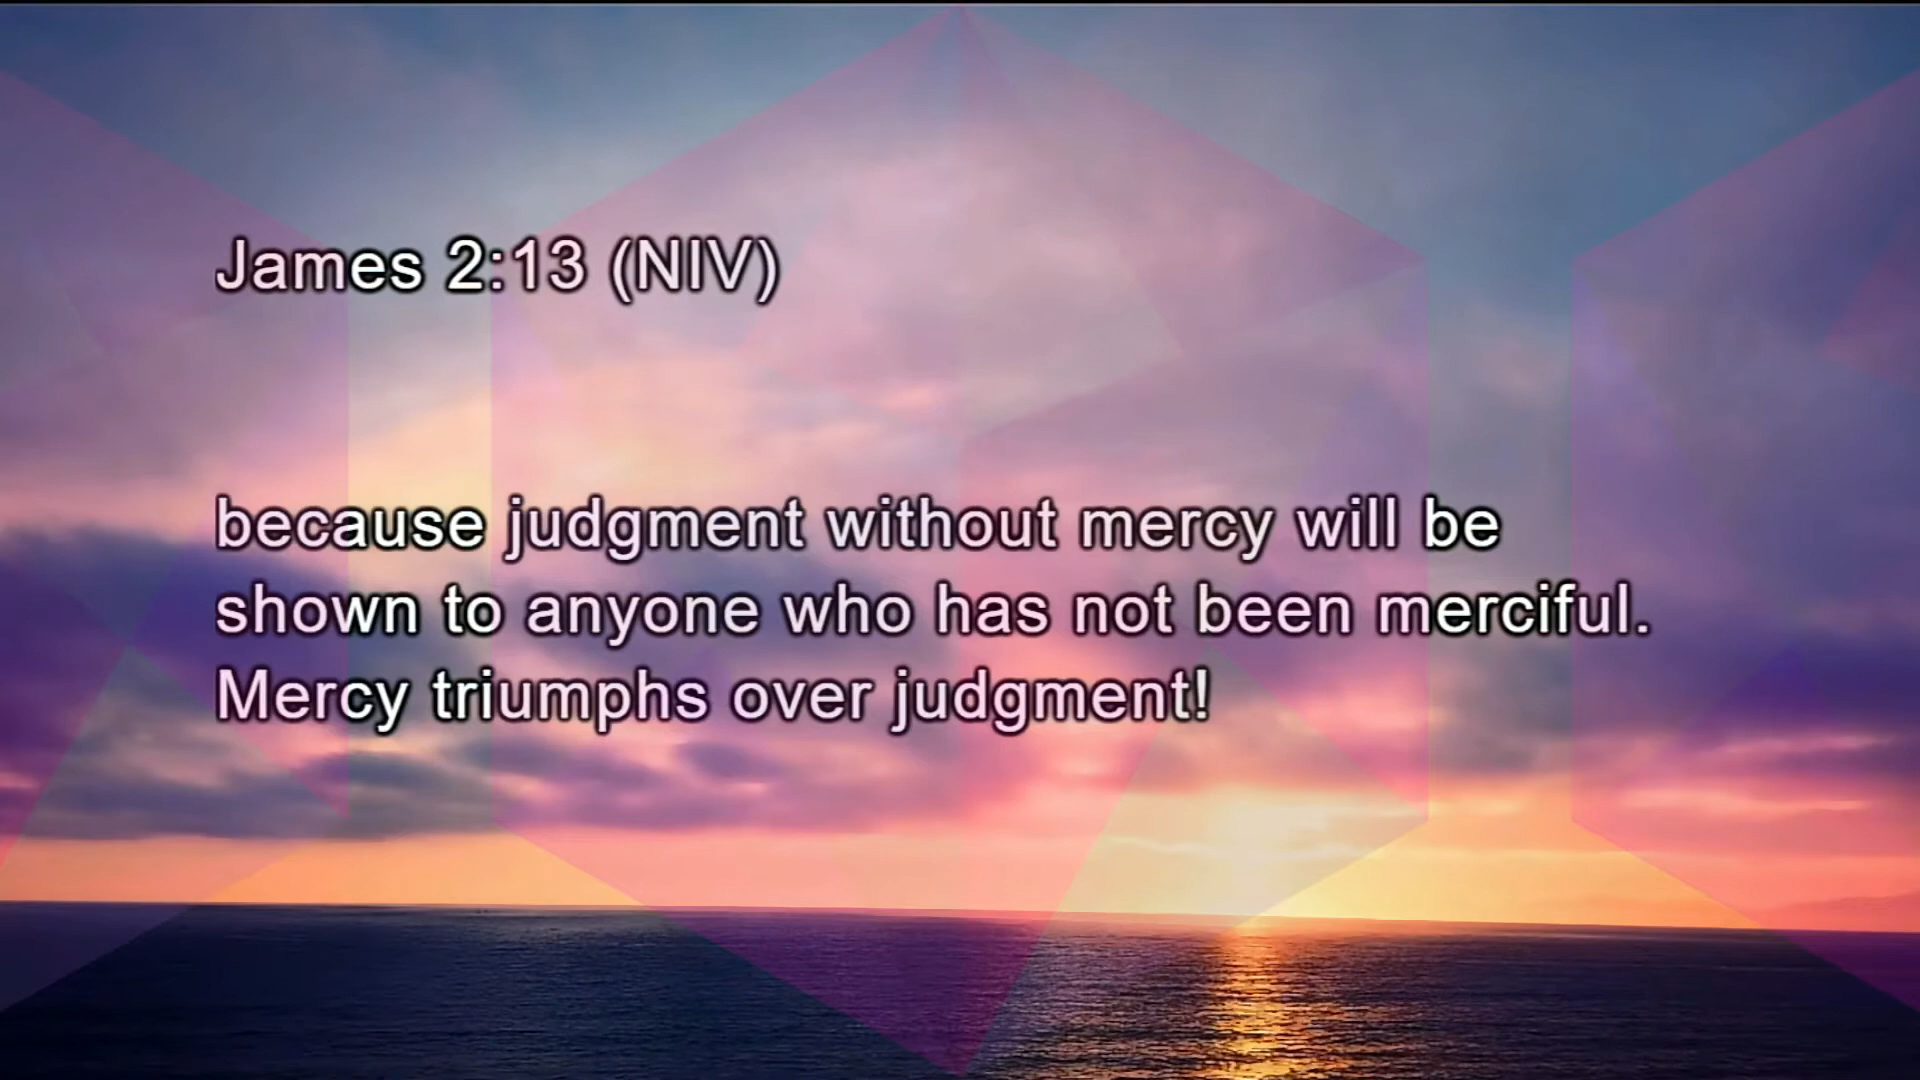 James 2:13 (NIV)
because judgment without mercy will be
shown to anyone who has not been merciful.
Mercy triumphs over judgment!